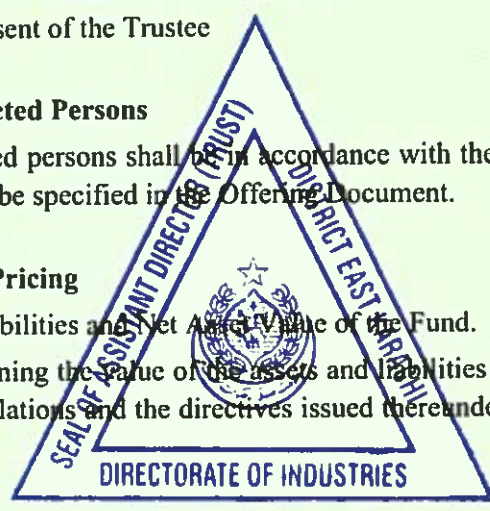 sent of the Trustee
cted Persons
ed persons shall be in accordance with the
be specified in the Offering Document.
Pricing
bilities and Net Asset Value of the Fund.
ning the value of the assets and liabilities
lations and the directives issued thereunde
SEAL OF ASSISTANT DIRECTOR (TRUST)
DISTRICT EAST KARACHI
DIRECTORATE OF INDUSTRIES